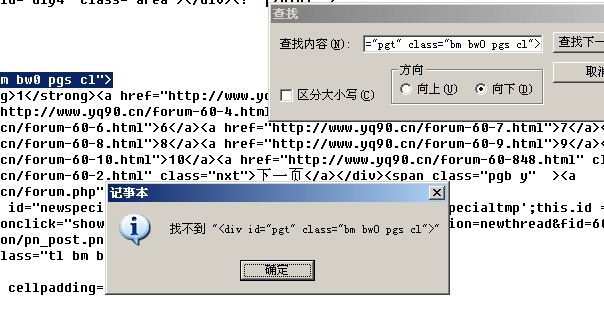 id="diy4" class="area"></div><!
查找
查找内容(N):
="pgt" class="bm bw0 pgs cl">
查找下一
方向
取消
区分大小写(C)
向上(U)
向下(D)
m bw0 pgs cl">
g>1</strong><a href="http://www.yq
http://www.yq90.cn/forum-60-4.html
cn/forum-60-6.html">6</a><a href="http://www.yq90.cn/forum-60-7.html">7</a>
cn/forum-60-8.html">8</a><a href="http://www.yq90.cn/forum-60-9.html">9</a>
cn/forum-60-10.html">10</a><a href="http://www.yq90.cn/forum-60-848.html" cl
cn/forum-60-2.html" class="nxt">下一页</a></div><span class="pgb y" ><a
cn/forum.php"
记事本
id="newspeci
specialtmp';this.id =
找不到 "<div id="pgt" class="bm bw0 pgs cl">"
onclick="show
ion=newthread&fid=60
on/pn_post.pn
lass="tl bm b
确定
cellpadding=